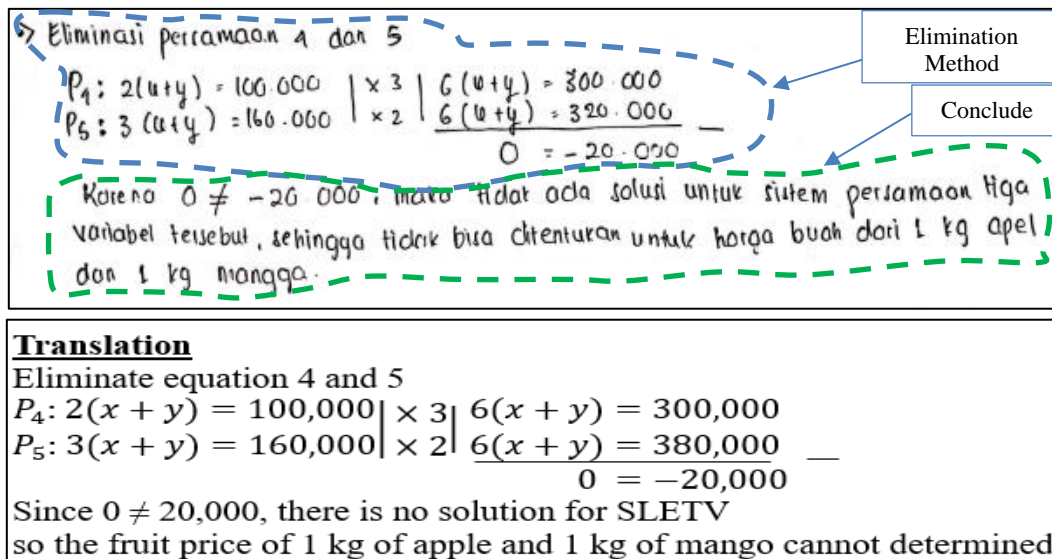 => Eliminasi percamaan 4 dan 5
P4 : 2(x+y) = 100.000 | x 3 | 6(x+y) = 300.000
P5 : 3(x+y) = 160.000 | x 2 | 6(x+y) = 320.000 —
0 = -20.000
Karena 0 ≠ -20 000, maka tidak ada solusi untuk sistem persamaan tiga
variabel tersebut, sehingga tidak bisa ditentukan untuk harga buah dari 1 kg apel
dan 1 kg mangga.
Elimination
Method
Conclude
Translation
Eliminate equation 4 and 5
P₄: 2(x + y) = 100,000| × 3| 6(x + y) = 300,000
P₅: 3(x + y) = 160,000| × 2| 6(x + y) = 380,000 —
0 = −20,000
Since 0 ≠ 20,000, there is no solution for SLETV
so the fruit price of 1 kg of apple and 1 kg of mango cannot determined